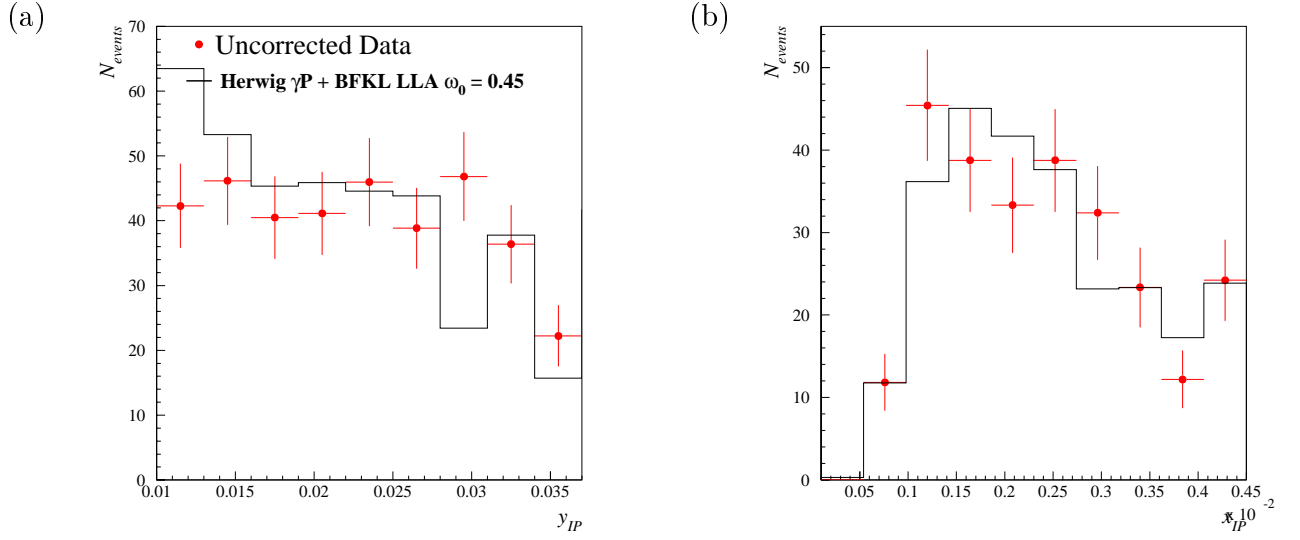 (a)
N_events
70
60
50
40
30
20
10
0
Uncorrected Data
Herwig γP + BFKL LLA ω₀ = 0.45
0.01 0.015 0.02 0.025 0.03 0.035
y_IP
(b)
N_events
50
40
30
20
10
0
0.05 0.1 0.15 0.2 0.25 0.3 0.35 0.4 0.45
x 10 -2
x_IP